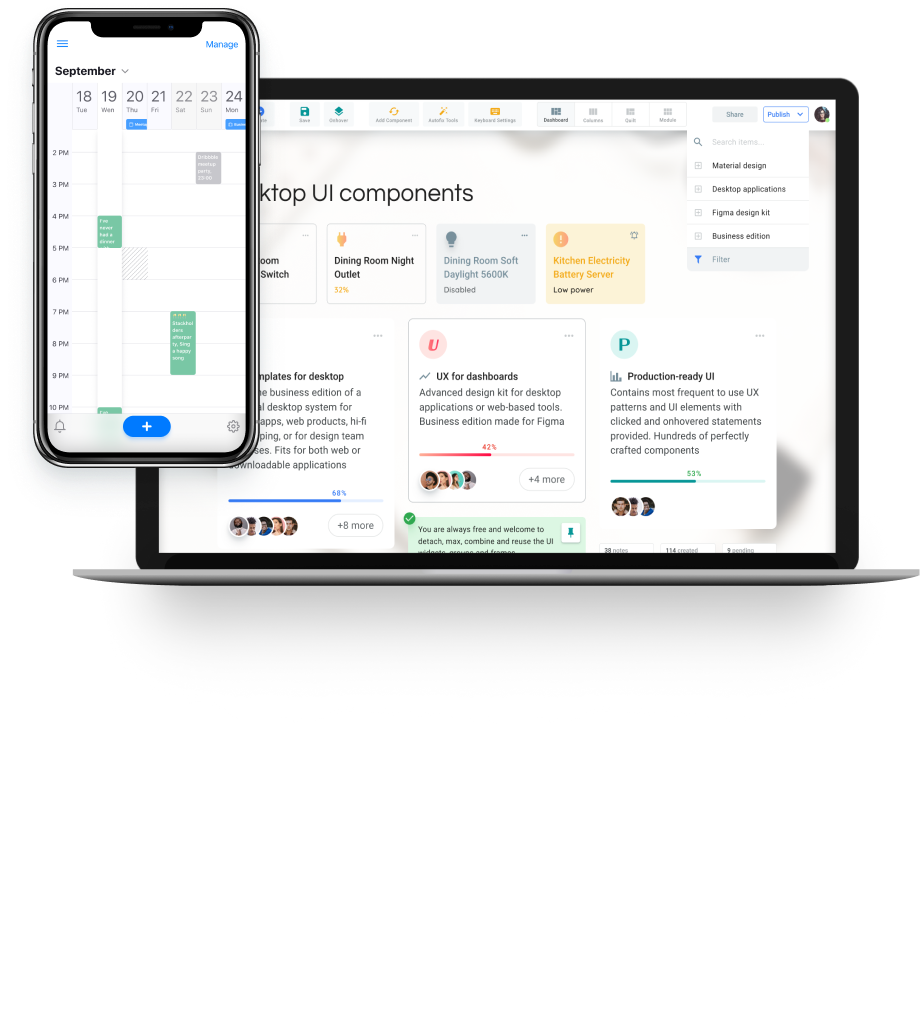 Manage
September
18 19 20 21 22 23 24
Tue Wen Thu Fri Sat Sun Mon
2 PM
3 PM
4 PM
5 PM
6 PM
7 PM
8 PM
9 PM
10 PM
Dribbble
meetup
party,
23:00
I've
never
had a
dinner
Stackhol
ders
afterpar
ty, Sing
a happy
song
+
Save
Onhover
Add Component
Autofix Tools
Keyboard Settings
Dashboard
Columns
Quilt
Module
Share
Publish
Search items...
Material design
Desktop applications
Figma design kit
Business edition
Filter
ktop UI components
oom
Switch
Dining Room Night
Outlet
32%
Dining Room Soft
Daylight 5600K
Disabled
Kitchen Electricity
Battery Server
Low power
mplates for desktop
he business edition of a
al desktop system for
apps, web products, hi-fi
ping, or for design team
ses. Fits for both web or
ownloadable applications
68%
+8 more
U
UX for dashboards
Advanced design kit for desktop
applications or web-based tools.
Business edition made for Figma
42%
+4 more
You are always free and welcome to
detach, max, combine and reuse the UI
widgets, groups and frames
P
Production-ready UI
Contains most frequent to use UX
patterns and UI elements with
clicked and onhovered statements
provided. Hundreds of perfectly
crafted components
53%
38 notes
114 created
9 pending